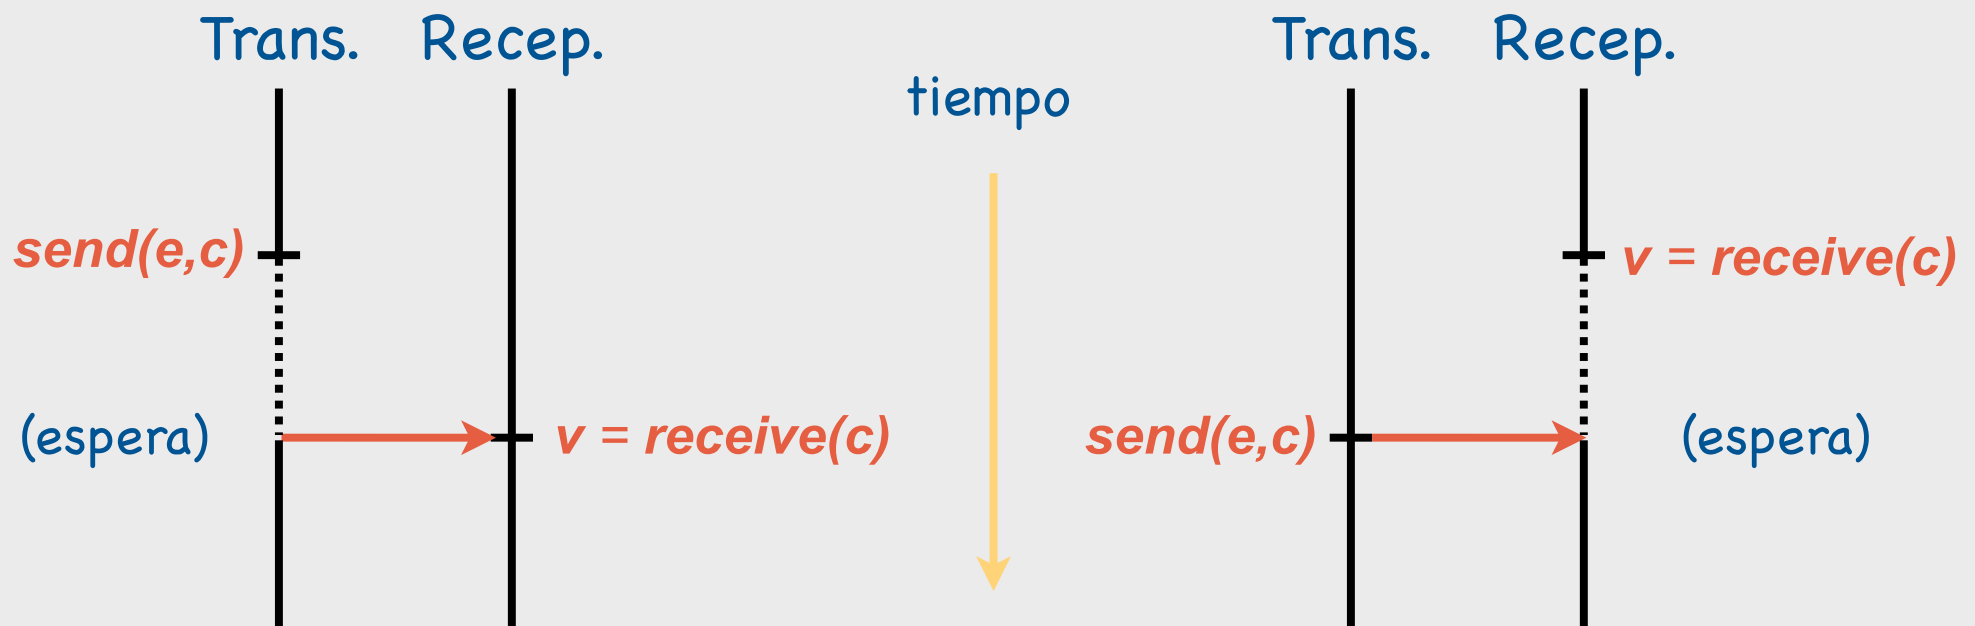 Trans. Recep.
tiempo
Trans. Recep.
send(e,c)
v = receive(c)
(espera)
v = receive(c)
send(e,c)
(espera)